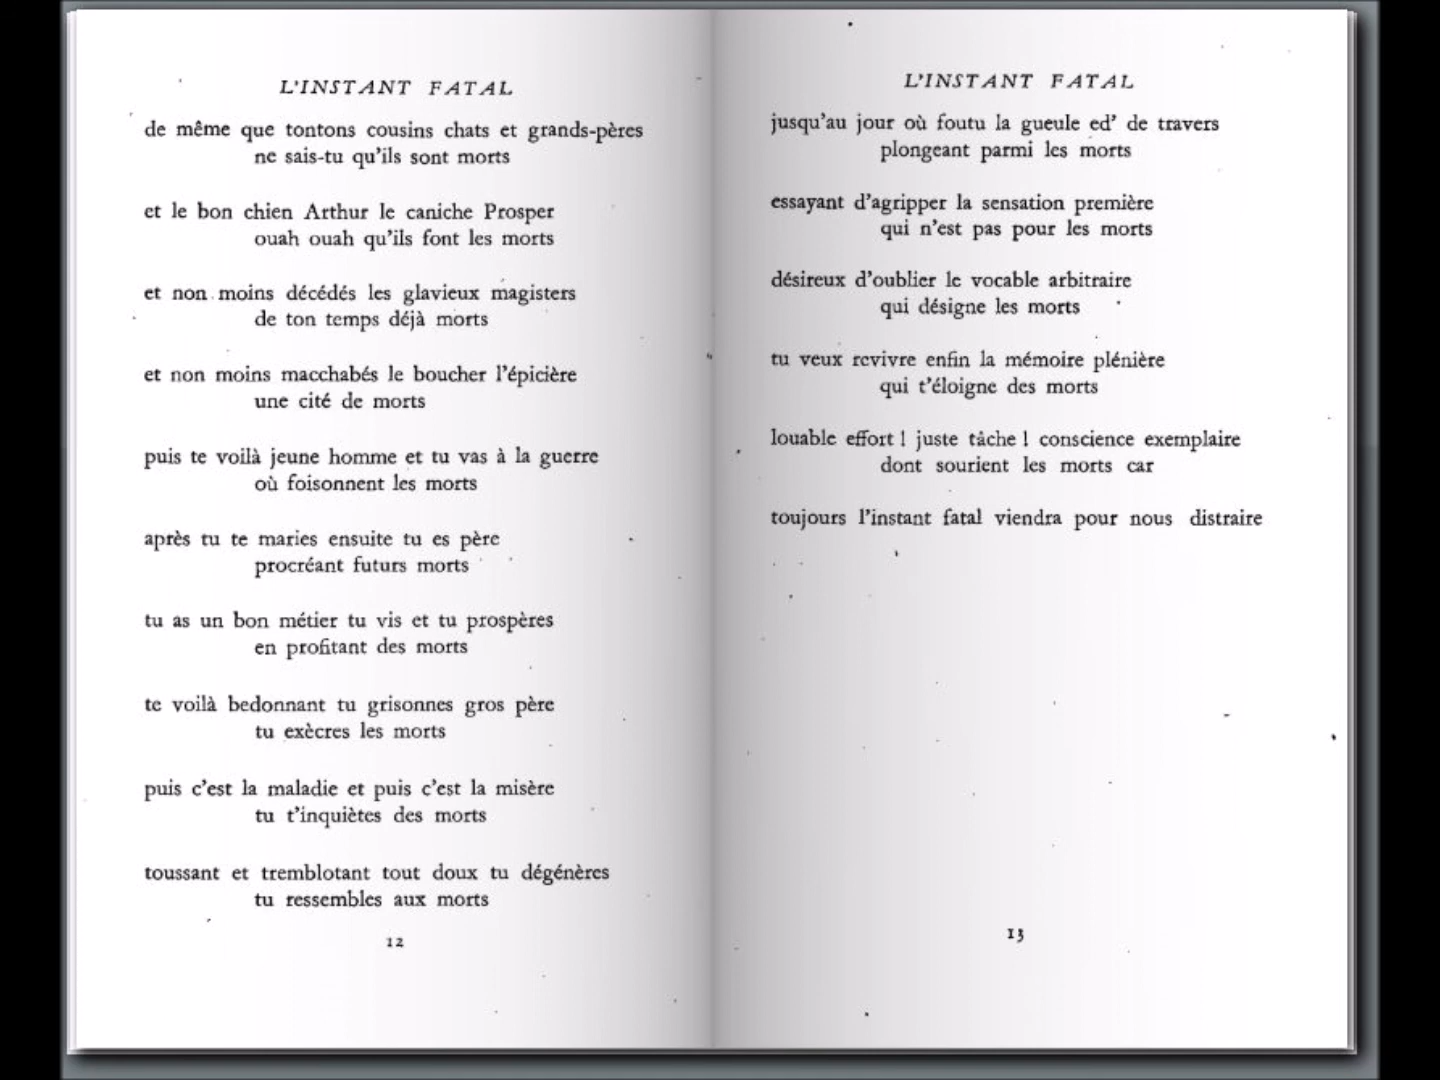 L'INSTANT FATAL
de même que tontons cousins chats et grands-pères
ne sais-tu qu'ils sont morts
et le bon chien Arthur le caniche Prosper
ouah ouah qu'ils font les morts
et non moins décédés les glavieux magisters
de ton temps déjà morts
et non moins macchabés le boucher l'épicière
une cité de morts
puis te voilà jeune homme et tu vas à la guerre
où foisonnent les morts
après tu te maries ensuite tu es père
procréant futurs morts
tu as un bon métier tu vis et tu prospères
en profitant des morts
te voilà bedonnant tu grisonnes gros père
tu exècres les morts
puis c'est la maladie et puis c'est la misère
tu t'inquiètes des morts
toussant et tremblotant tout doux tu dégénères
tu ressembles aux morts
12
L'INSTANT FATAL
jusqu'au jour où foutu la gueule ed' de travers
plongeant parmi les morts
essayant d'agripper la sensation première
qui n'est pas pour les morts
désireux d'oublier le vocable arbitraire
qui désigne les morts
tu veux revivre enfin la mémoire plénière
qui t'éloigne des morts
louable effort ! juste tâche ! conscience exemplaire
dont sourient les morts car
toujours l'instant fatal viendra pour nous distraire
13